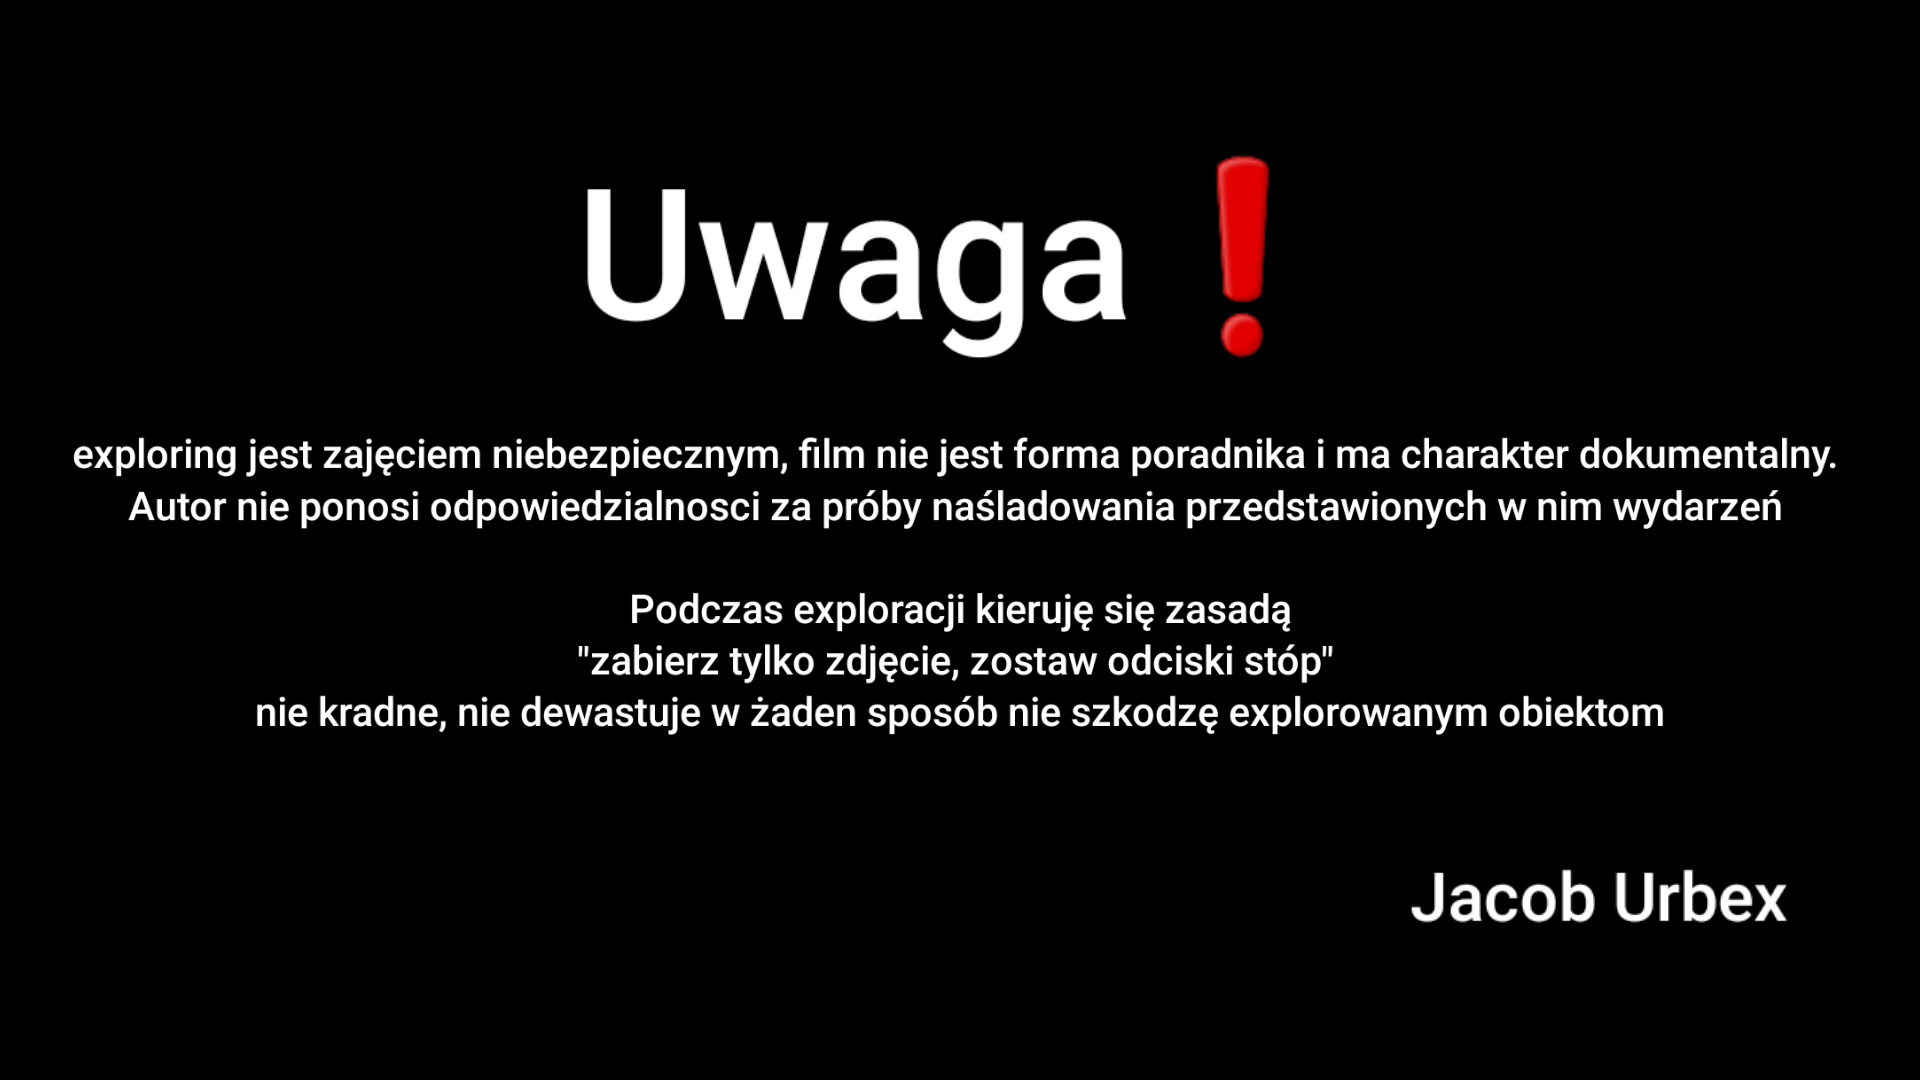 Uwaga❗
exploring jest zajęciem niebezpiecznym, film nie jest forma poradnika i ma charakter dokumentalny.
Autor nie ponosi odpowiedzialnosci za próby naśladowania przedstawionych w nim wydarzeń
Podczas exploracji kieruję się zasadą
"zabierz tylko zdjęcie, zostaw odciski stóp"
nie kradne, nie dewastuje w żaden sposób nie szkodzę explorowanym obiektom
Jacob Urbex